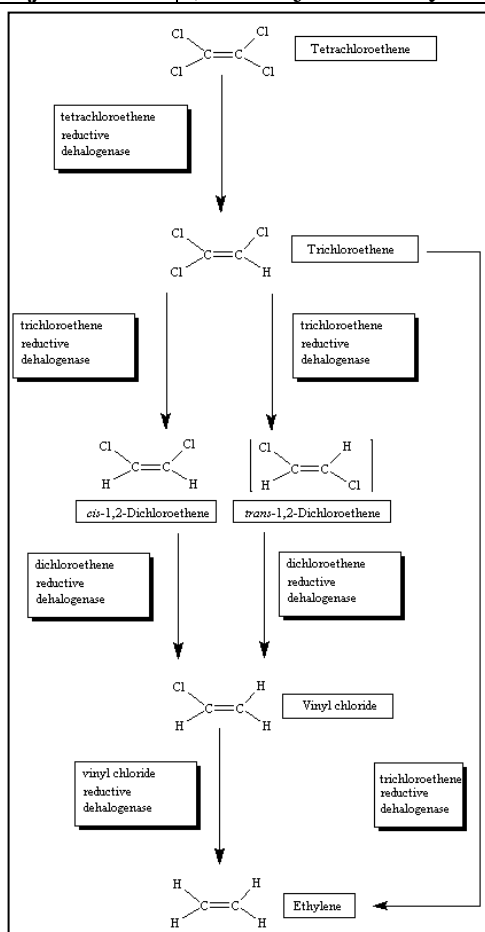 Cl Cl
C=C
Cl Cl
Tetrachloroethene
tetrachloroethene
reductive
dehalogenase
Cl Cl
C=C
Cl H
Trichloroethene
trichloroethene
reductive
dehalogenase
trichloroethene
reductive
dehalogenase
Cl Cl
C=C
H H
cis-1,2-Dichloroethene
Cl H
C=C
H Cl
trans-1,2-Dichloroethene
dichloroethene
reductive
dehalogenase
dichloroethene
reductive
dehalogenase
Cl H
C=C
H H
Vinyl chloride
vinyl chloride
reductive
dehalogenase
trichloroethene
reductive
dehalogenase
H H
C=C
H H
Ethylene